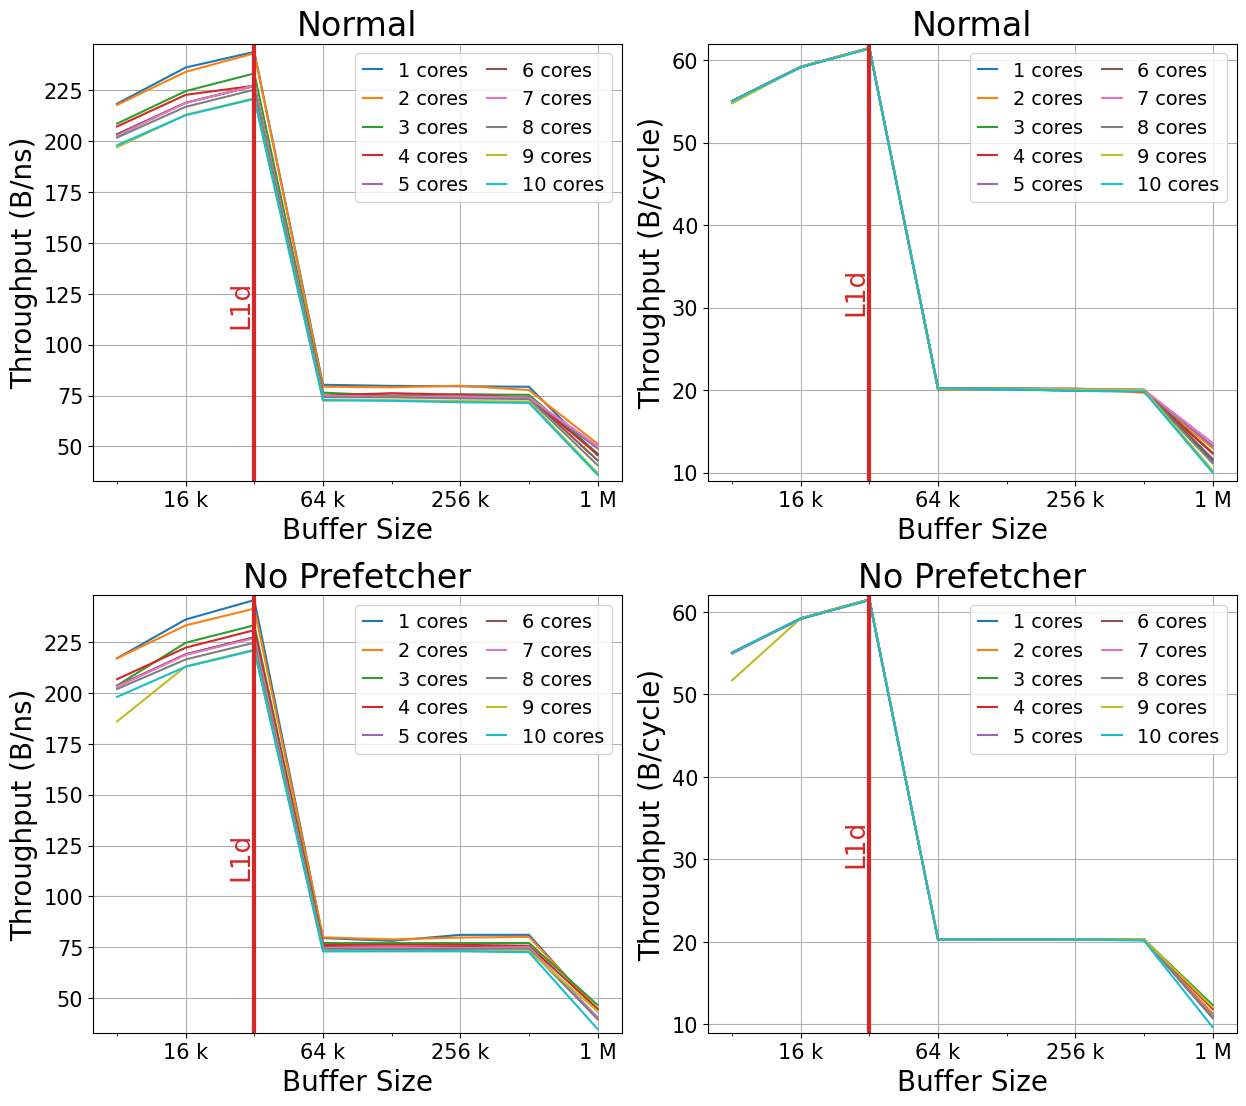 Normal
Throughput (B/ns)
225
200
175
150
125
100
75
50
L1d
1 cores
2 cores
3 cores
4 cores
5 cores
6 cores
7 cores
8 cores
9 cores
10 cores
16 k
64 k
256 k
1 M
Buffer Size
Normal
Throughput (B/cycle)
60
50
40
30
20
10
L1d
1 cores
2 cores
3 cores
4 cores
5 cores
6 cores
7 cores
8 cores
9 cores
10 cores
16 k
64 k
256 k
1 M
Buffer Size
No Prefetcher
Throughput (B/ns)
225
200
175
150
125
100
75
50
L1d
1 cores
2 cores
3 cores
4 cores
5 cores
6 cores
7 cores
8 cores
9 cores
10 cores
16 k
64 k
256 k
1 M
Buffer Size
No Prefetcher
Throughput (B/cycle)
60
50
40
30
20
10
L1d
1 cores
2 cores
3 cores
4 cores
5 cores
6 cores
7 cores
8 cores
9 cores
10 cores
16 k
64 k
256 k
1 M
Buffer Size